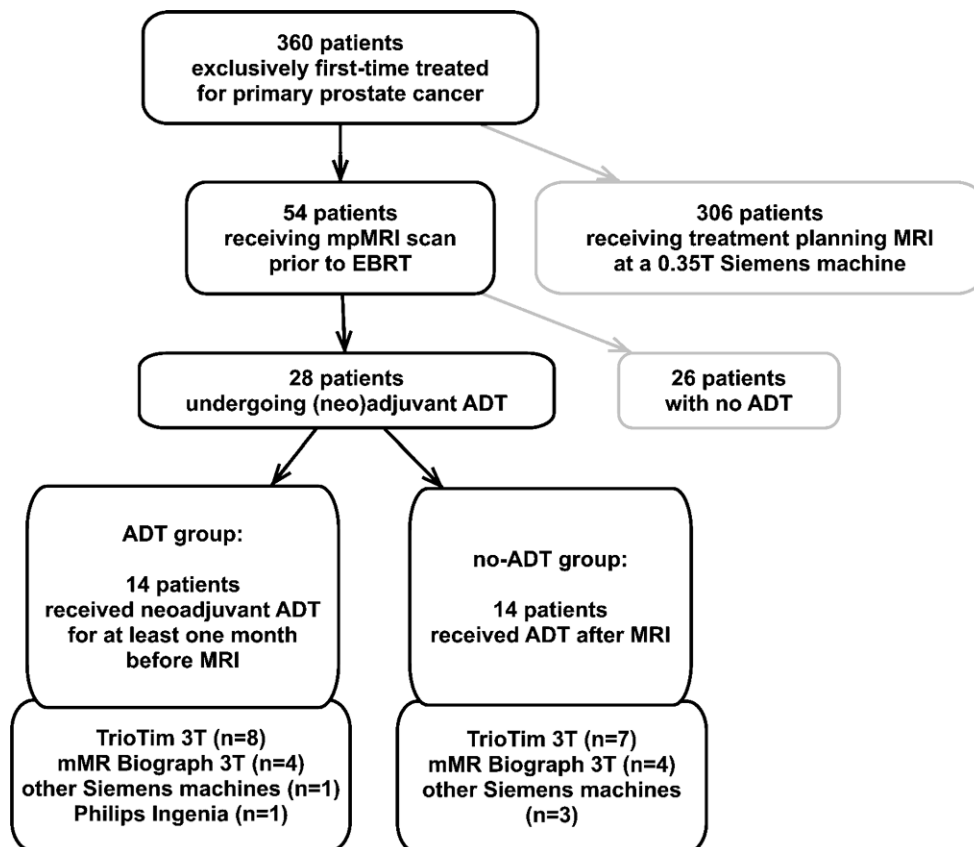 360 patients
exclusively first-time treated
for primary prostate cancer
54 patients
receiving mpMRI scan
prior to EBRT
306 patients
receiving treatment planning MRI
at a 0.35T Siemens machine
28 patients
undergoing (neo)adjuvant ADT
26 patients
with no ADT
ADT group:
14 patients
received neoadjuvant ADT
for at least one month
before MRI
no-ADT group:
14 patients
received ADT after MRI
TrioTim 3T (n=8)
mMR Biograph 3T (n=4)
other Siemens machines (n=1)
Philips Ingenia (n=1)
TrioTim 3T (n=7)
mMR Biograph 3T (n=4)
other Siemens machines
(n=3)